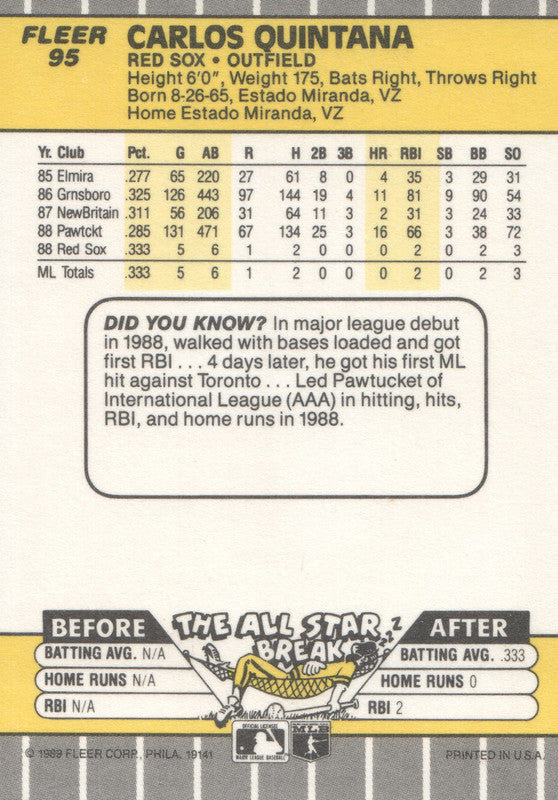 FLEER
95
CARLOS QUINTANA
RED SOX • OUTFIELD
Height 6'0", Weight 175, Bats Right, Throws Right
Born 8-26-65, Estado Miranda, VZ
Home Estado Miranda, VZ
Yr. Club Pct. G AB R H 2B 3B HR RBI SB BB SO
85 Elmira .277 65 220 27 61 8 0 4 35 3 29 31
86 Grnsboro .325 126 443 97 144 19 4 11 81 9 90 54
87 NewBritain .311 56 206 31 64 11 3 2 31 3 24 33
88 Pawtckt .285 131 471 67 134 25 3 16 66 3 38 72
88 Red Sox .333 5 6 1 2 0 0 0 2 0 2 3
ML Totals .333 5 6 1 2 0 0 0 2 0 2 3
DID YOU KNOW? In major league debut
in 1988, walked with bases loaded and got
first RBI . . . 4 days later, he got his first ML
hit against Toronto . . . Led Pawtucket of
International League (AAA) in hitting, hits,
RBI, and home runs in 1988.
BEFORE
THE ALL STAR
BREAK
ZZZZ
AFTER
BATTING AVG. N/A
HOME RUNS N/A
RBI N/A
BATTING AVG. .333
HOME RUNS 0
RBI 2
OFFICIAL LICENSEE
MAJOR LEAGUE BASEBALL
MLB
© 1989 FLEER CORP., PHILA. 19141
PRINTED IN U.S.A.